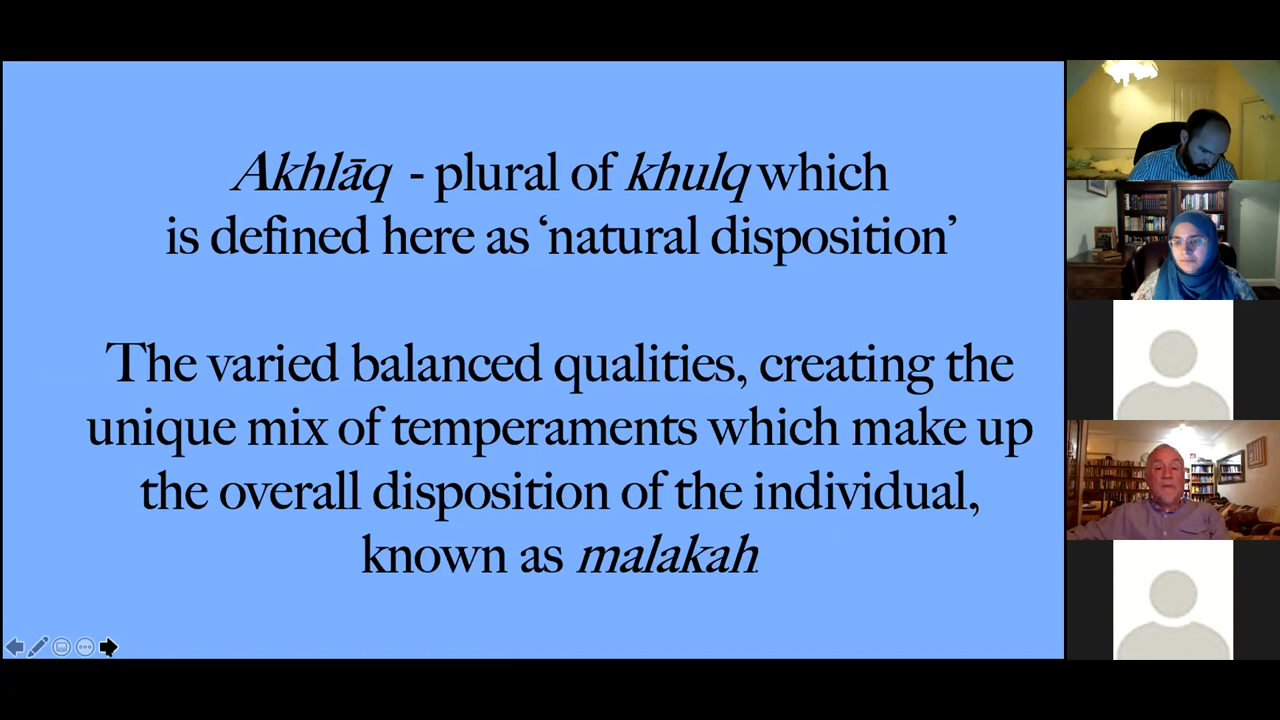 Akhlāq - plural of khulq which
is defined here as ‘natural disposition’
The varied balanced qualities, creating the
unique mix of temperaments which make up
the overall disposition of the individual,
known as malakah